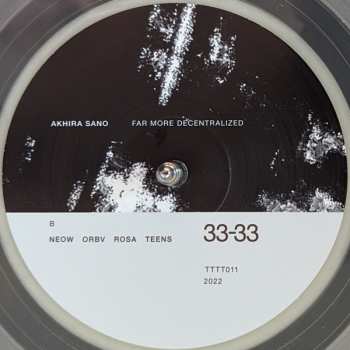 AKHIRA SANO FAR MORE DECENTRALIZED
B
NEOW ORBV ROSA TEENS 33-33
TTTT011
2022